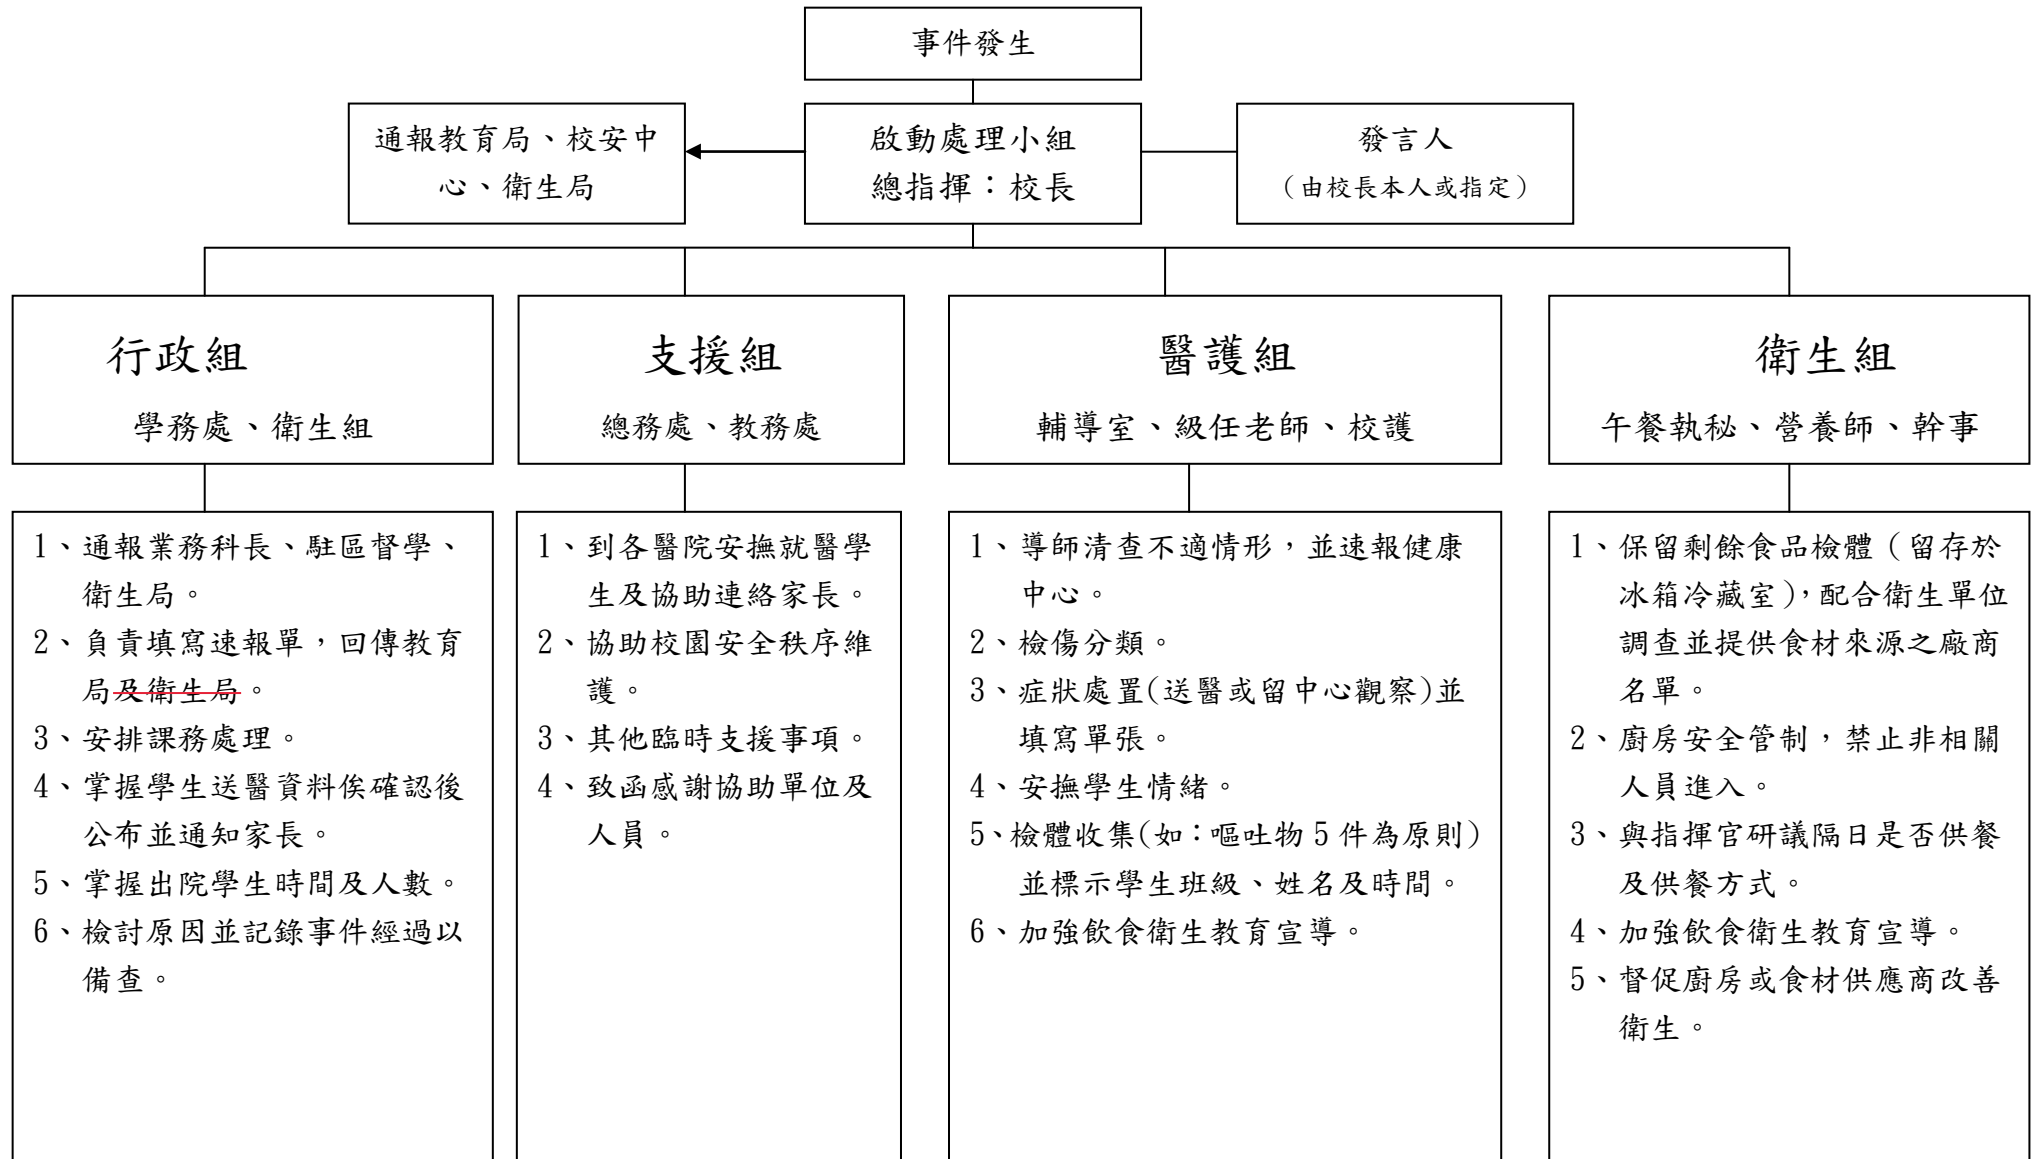 事件發生
通報教育局、校安中
心、衛生局
啟動處理小組
總指揮：校長
發言人
（由校長本人或指定）
行政組
學務處、衛生組
支援組
總務處、教務處
醫護組
輔導室、級任老師、校護
衛生組
午餐執秘、營養師、幹事
1、通報業務科長、駐區督學、
衛生局。
2、負責填寫速報單，回傳教育
局及衛生局。
3、安排課務處理。
4、掌握學生送醫資料俟確認後
公布並通知家長。
5、掌握出院學生時間及人數。
6、檢討原因並記錄事件經過以
備查。
1、到各醫院安撫就醫學
生及協助連絡家長。
2、協助校園安全秩序維
護。
3、其他臨時支援事項。
4、致函感謝協助單位及
人員。
1、導師清查不適情形，並速報健康
中心。
2、檢傷分類。
3、症狀處置(送醫或留中心觀察)並
填寫單張。
4、安撫學生情緒。
5、檢體收集(如：嘔吐物 5 件為原則)
並標示學生班級、姓名及時間。
6、加強飲食衛生教育宣導。
1、保留剩餘食品檢體（留存於
冰箱冷藏室），配合衛生單位
調查並提供食材來源之廠商
名單。
2、廚房安全管制，禁止非相關
人員進入。
3、與指揮官研議隔日是否供餐
及供餐方式。
4、加強飲食衛生教育宣導。
5、督促廚房或食材供應商改善
衛生。